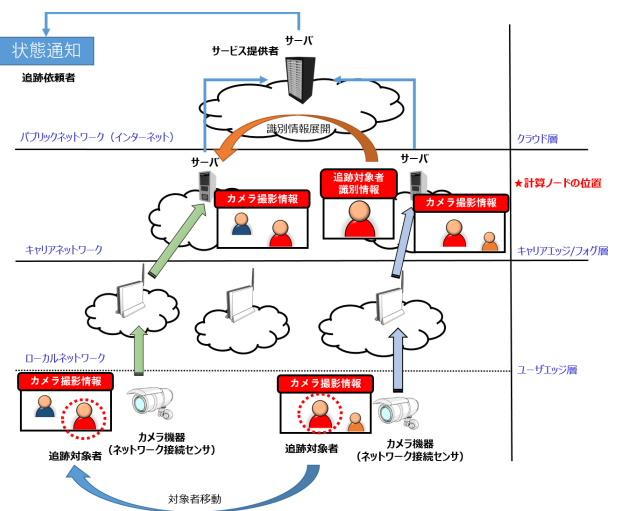 状態通知
追跡依頼者
サーバ
サービス提供者
識別情報展開
パブリックネットワーク（インターネット）
クラウド層
サーバ
サーバ
追跡対象者
識別情報
★計算ノードの位置
カメラ撮影情報
カメラ撮影情報
キャリアネットワーク
キャリアエッジ/フォグ層
ローカルネットワーク
ユーザエッジ層
カメラ撮影情報
カメラ撮影情報
カメラ機器
（ネットワーク接続センサ）
追跡対象者
カメラ機器
（ネットワーク接続センサ）
追跡対象者
対象者移動